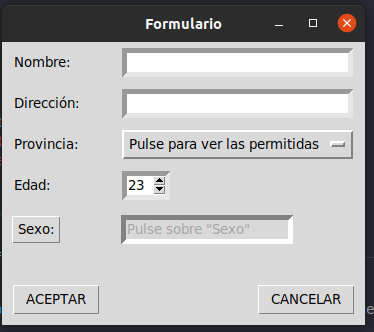 Formulario
Nombre:
Dirección:
Provincia: Pulse para ver las permitidas
Edad: 23
Sexo: Pulse sobre "Sexo"
ACEPTAR CANCELAR